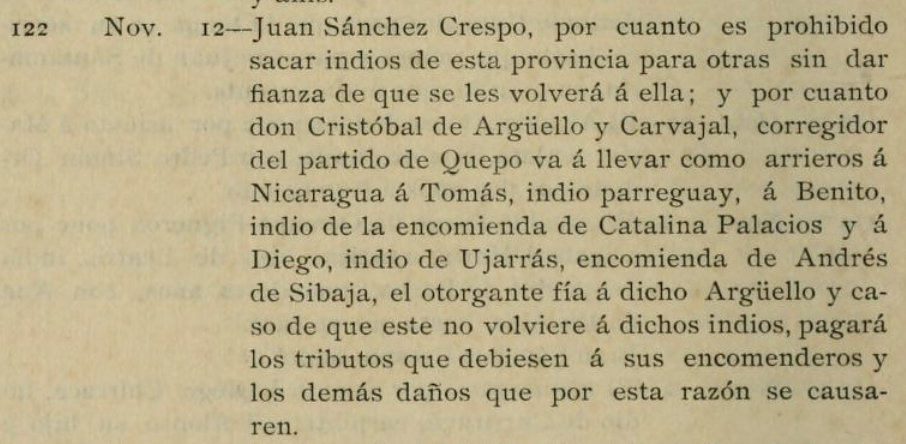 122 Nov. 12—Juan Sánchez Crespo, por cuanto es prohibido
sacar indios de esta provincia para otras sin dar
fianza de que se les volverá á ella; y por cuanto
don Cristóbal de Argüello y Carvajal, corregidor
del partido de Quepo va á llevar como arrieros á
Nicaragua á Tomás, indio parreguay, á Benito,
indio de la encomienda de Catalina Palacios y á
Diego, indio de Ujarrás, encomienda de Andrés
de Sibaja, el otorgante fía á dicho Argüello y ca-
so de que este no volviere á dichos indios, pagará
los tributos que debiesen á sus encomenderos y
los demás daños que por esta razón se causa-
ren.